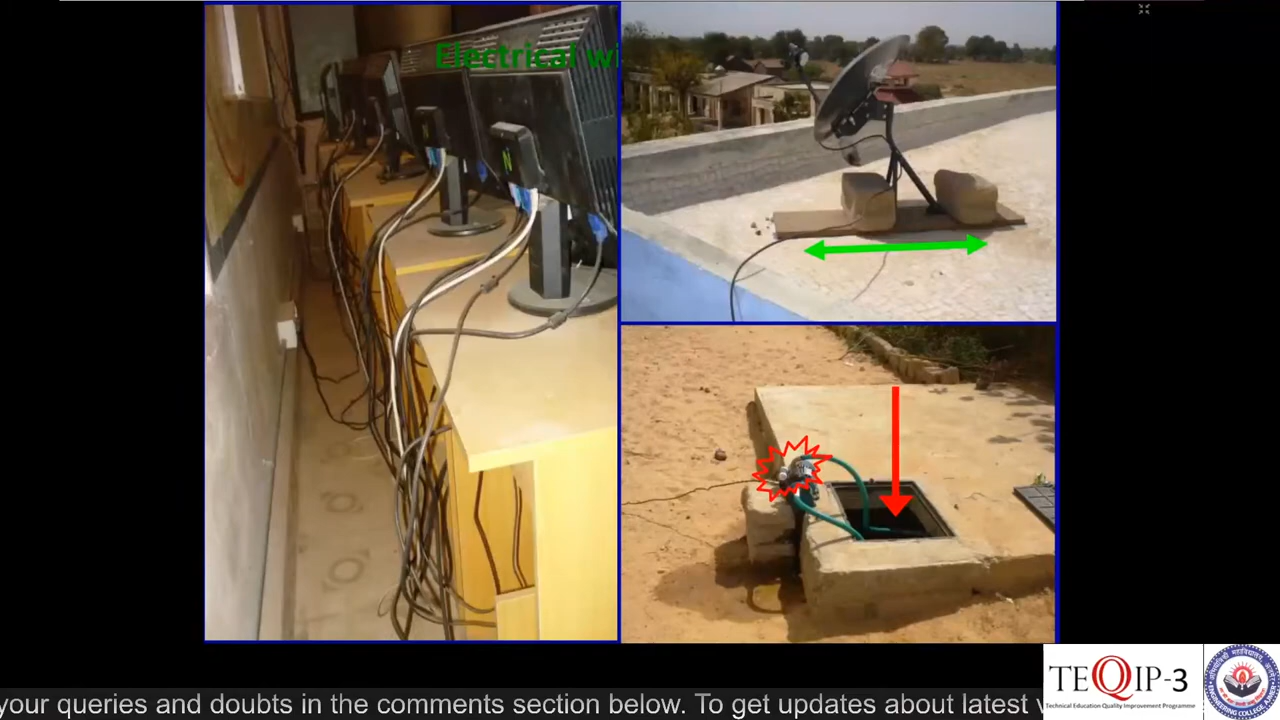 Electrical wi
TEQIP-3
Technical Education Quality Improvement Programme
your queries and doubts in the comments section below. To get updates about latest v